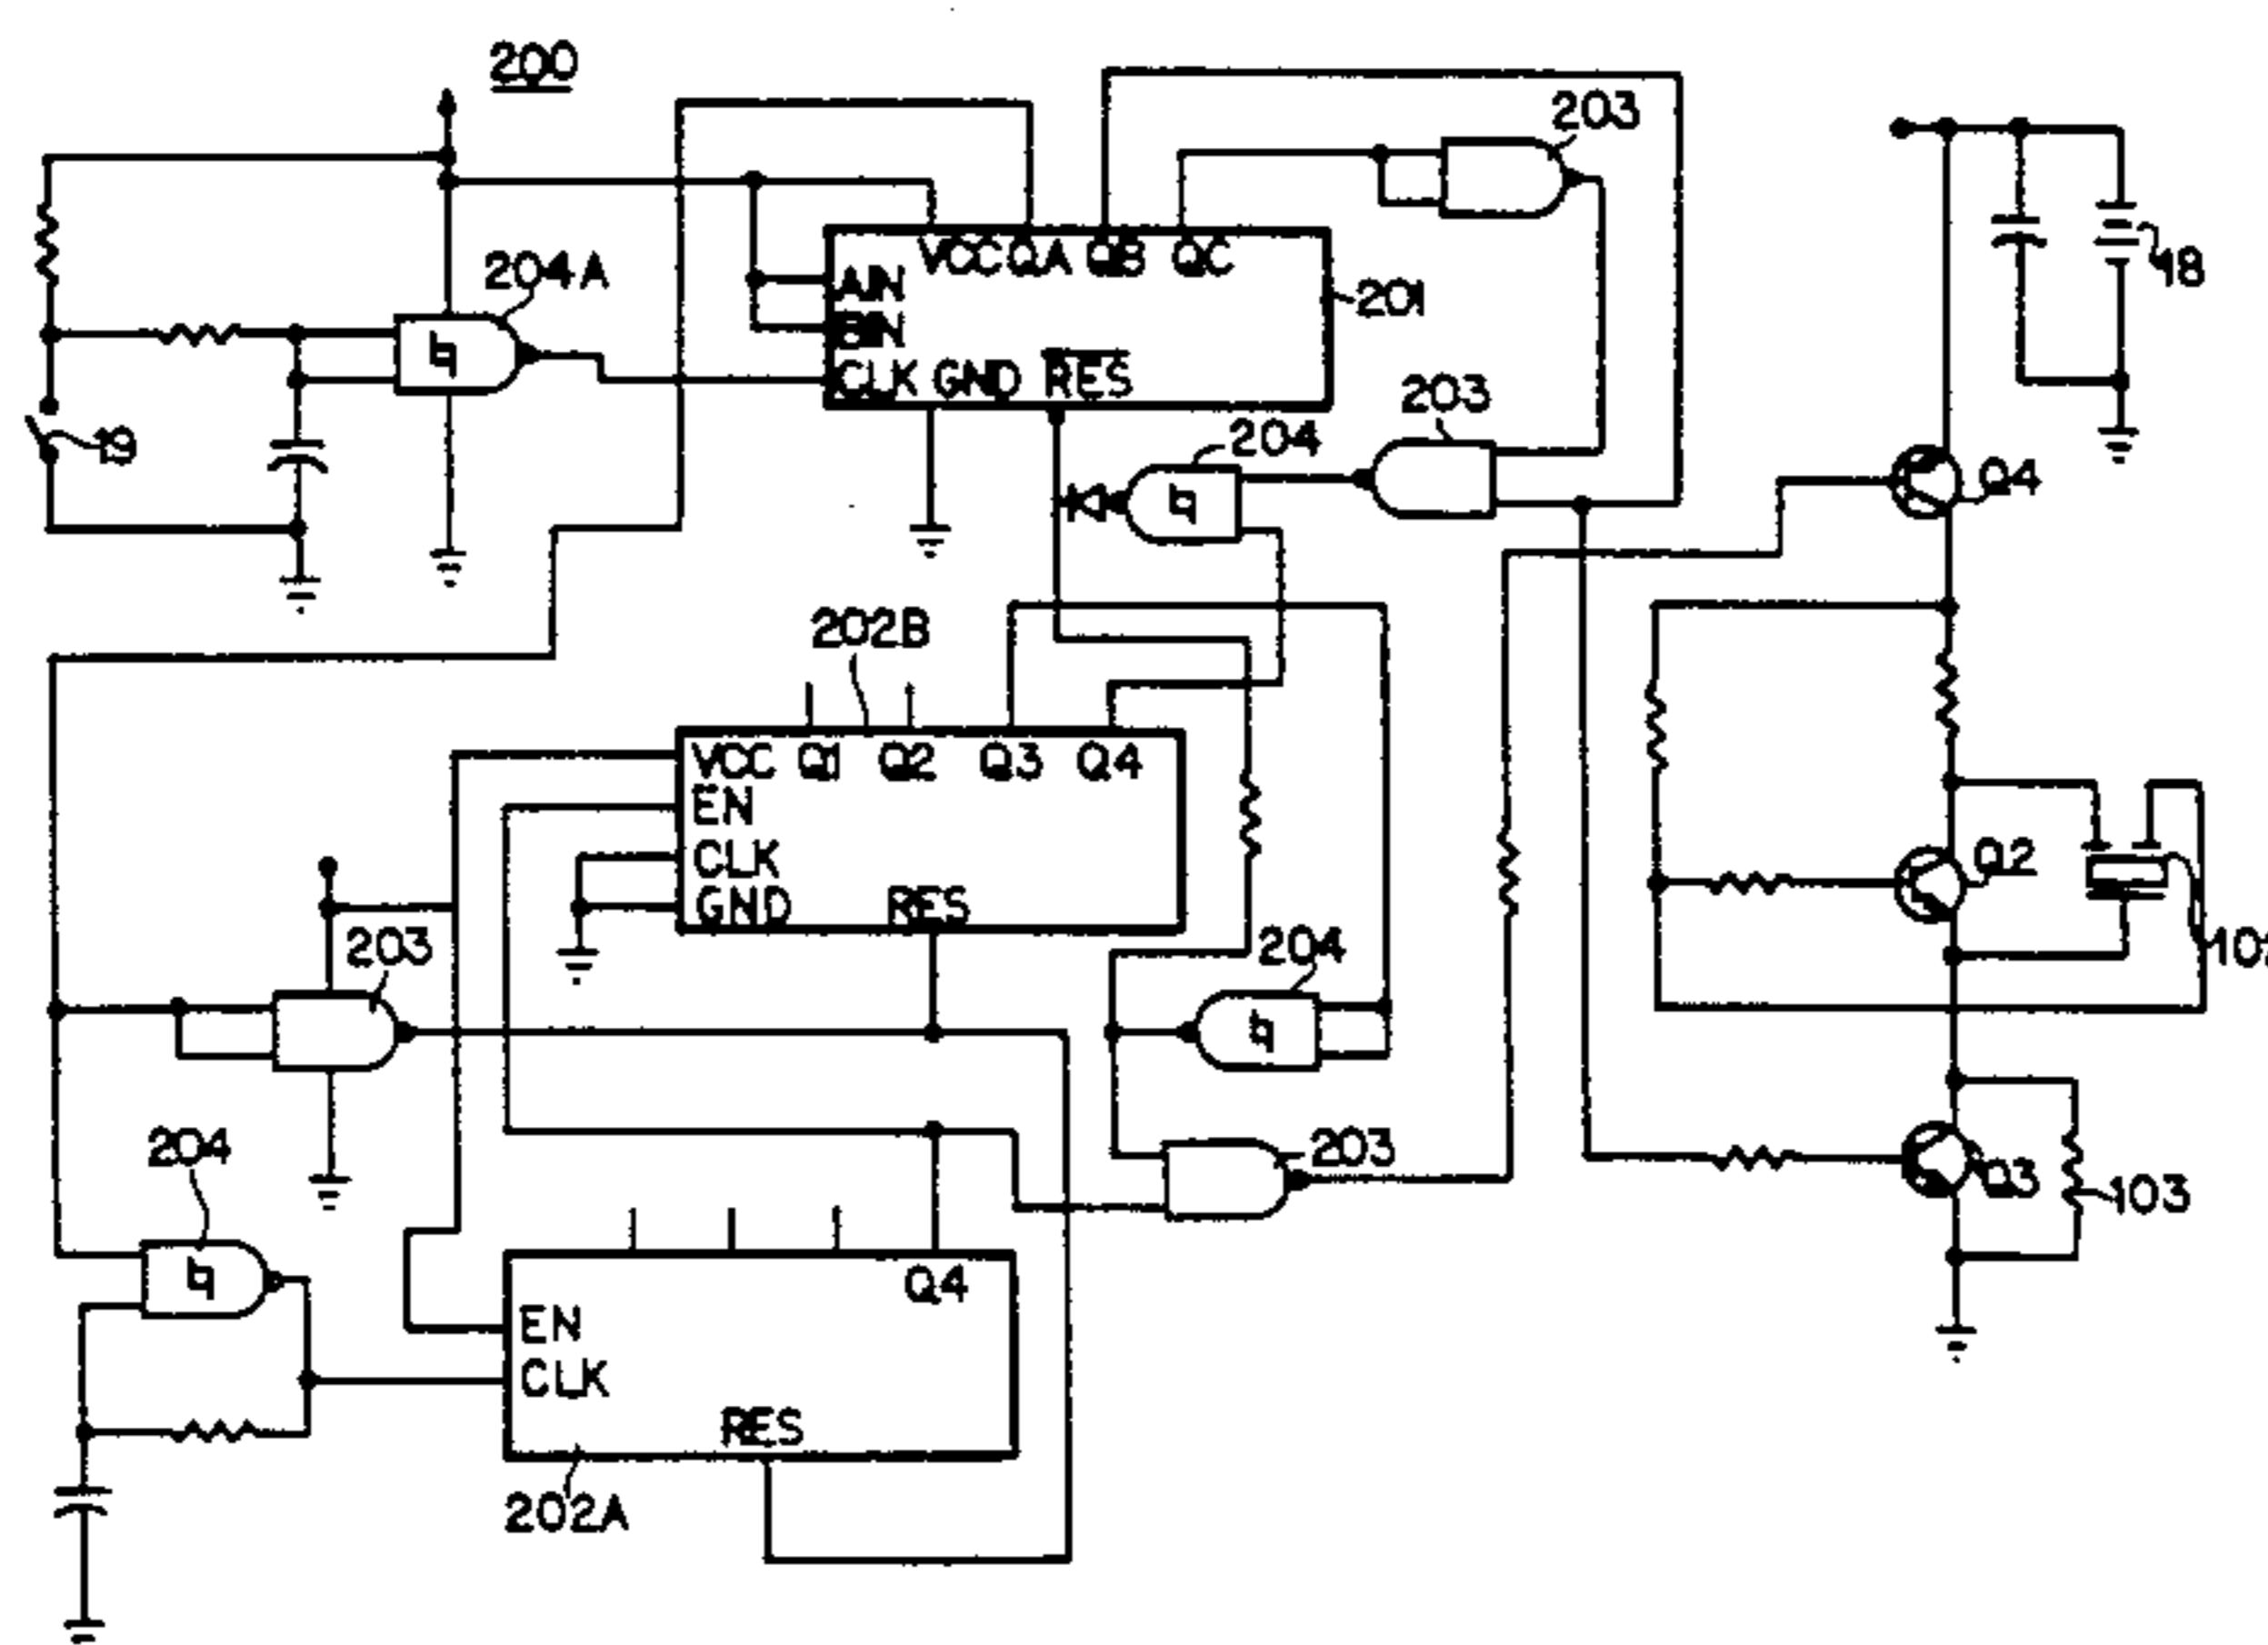 200
203
204A
VCC QA QB QC
AIN
BIN
CLK GND RES
201
18
19
203
204
Q4
202B
VCC Q1 Q2 Q3 Q4
EN
CLK
GND RES
Q2
203
204
204
203
Q3
103
Q4
EN
CLK
RES
202A